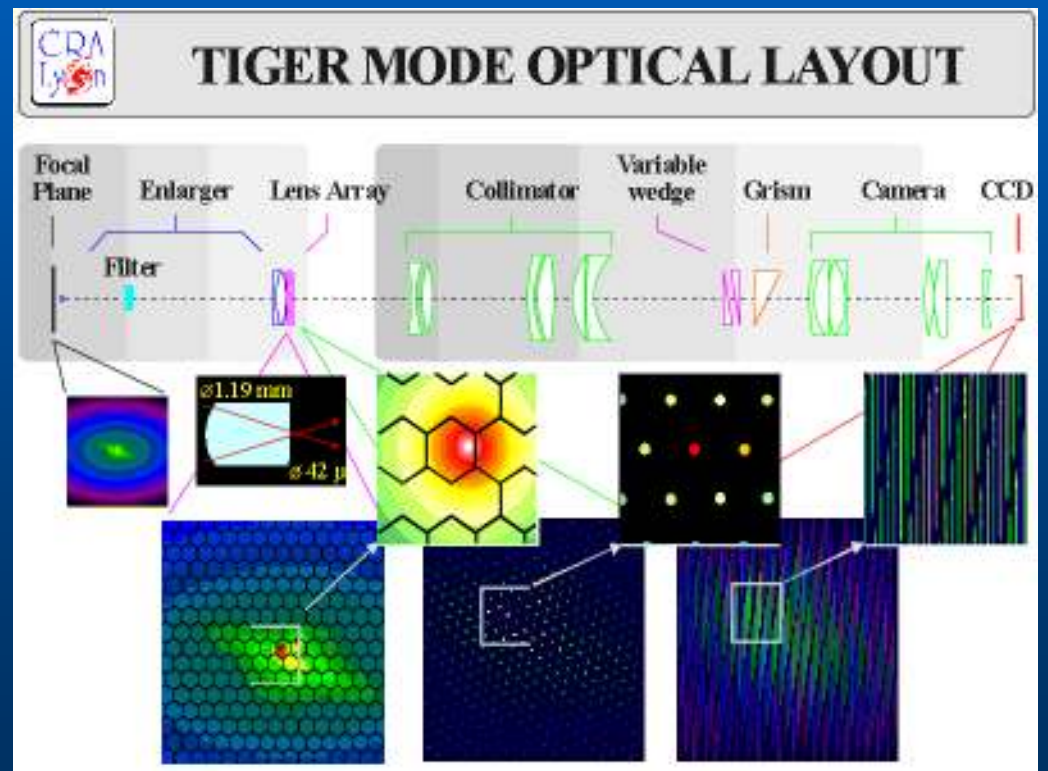 CRA
Lyon
TIGER MODE OPTICAL LAYOUT
Focal
Plane
Enlarger
Lens Array
Collimator
Variable
wedge
Grism
Camera
CCD
Filter
ø1.19 mm
ø 42 µ